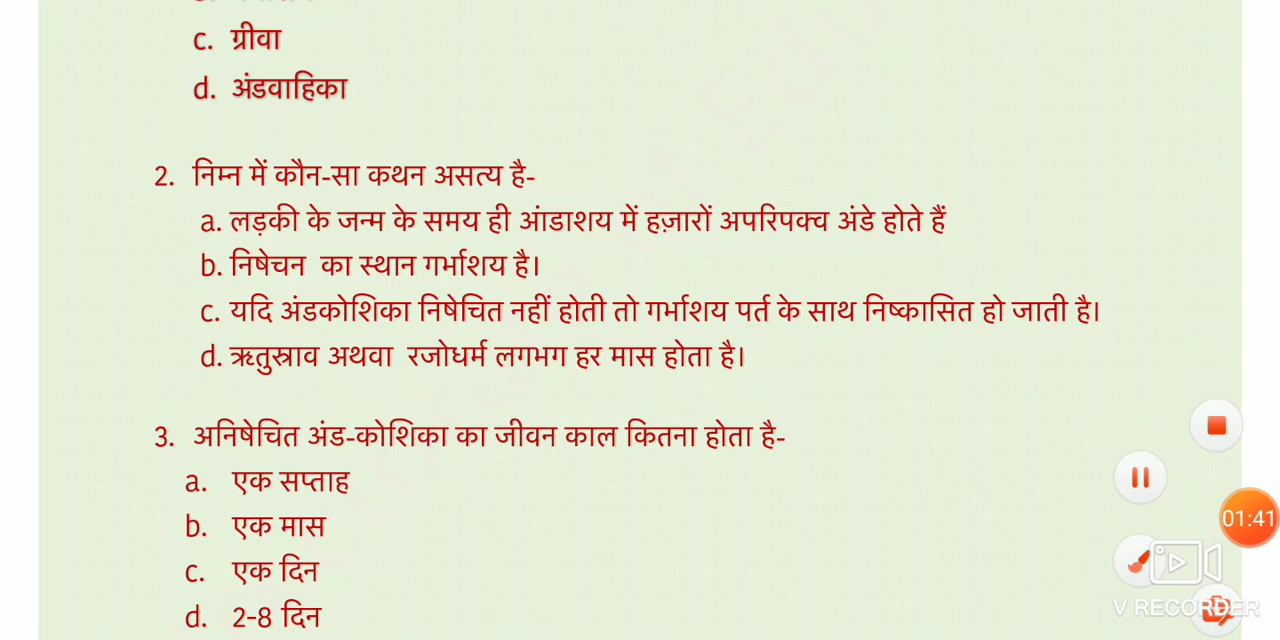 c. ग्रीवा
d. अंडवाहिका
2. निम्न में कौन-सा कथन असत्य है-
a. लड़की के जन्म के समय ही आंडाशय में हज़ारों अपरिपक्व अंडे होते हैं
b. निषेचन का स्थान गर्भाशय है।
c. यदि अंडकोशिका निषेचित नहीं होती तो गर्भाशय पर्त के साथ निष्कासित हो जाती है।
d. ऋतुस्राव अथवा रजोधर्म लगभग हर मास होता है।
3. अनिषेचित अंड-कोशिका का जीवन काल कितना होता है-
a. एक सप्ताह
b. एक मास
c. एक दिन
d. 2-8 दिन
01:41
V RECORDER